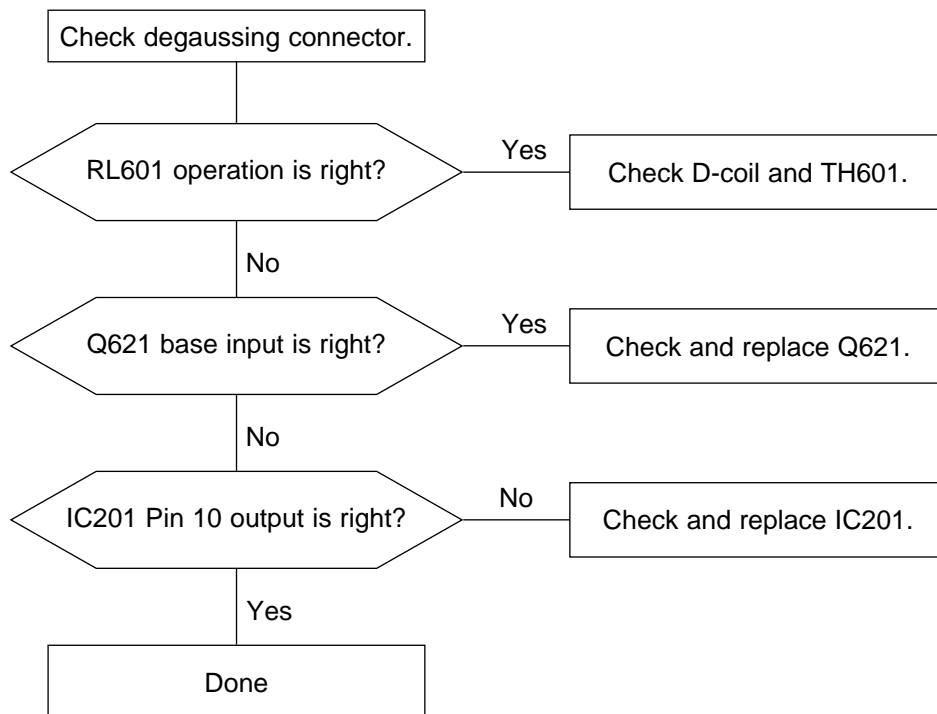 Check degaussing connector.
RL601 operation is right?
Yes
Check D-coil and TH601.
No
Q621 base input is right?
Yes
Check and replace Q621.
No
IC201 Pin 10 output is right?
No
Check and replace IC201.
Yes
Done